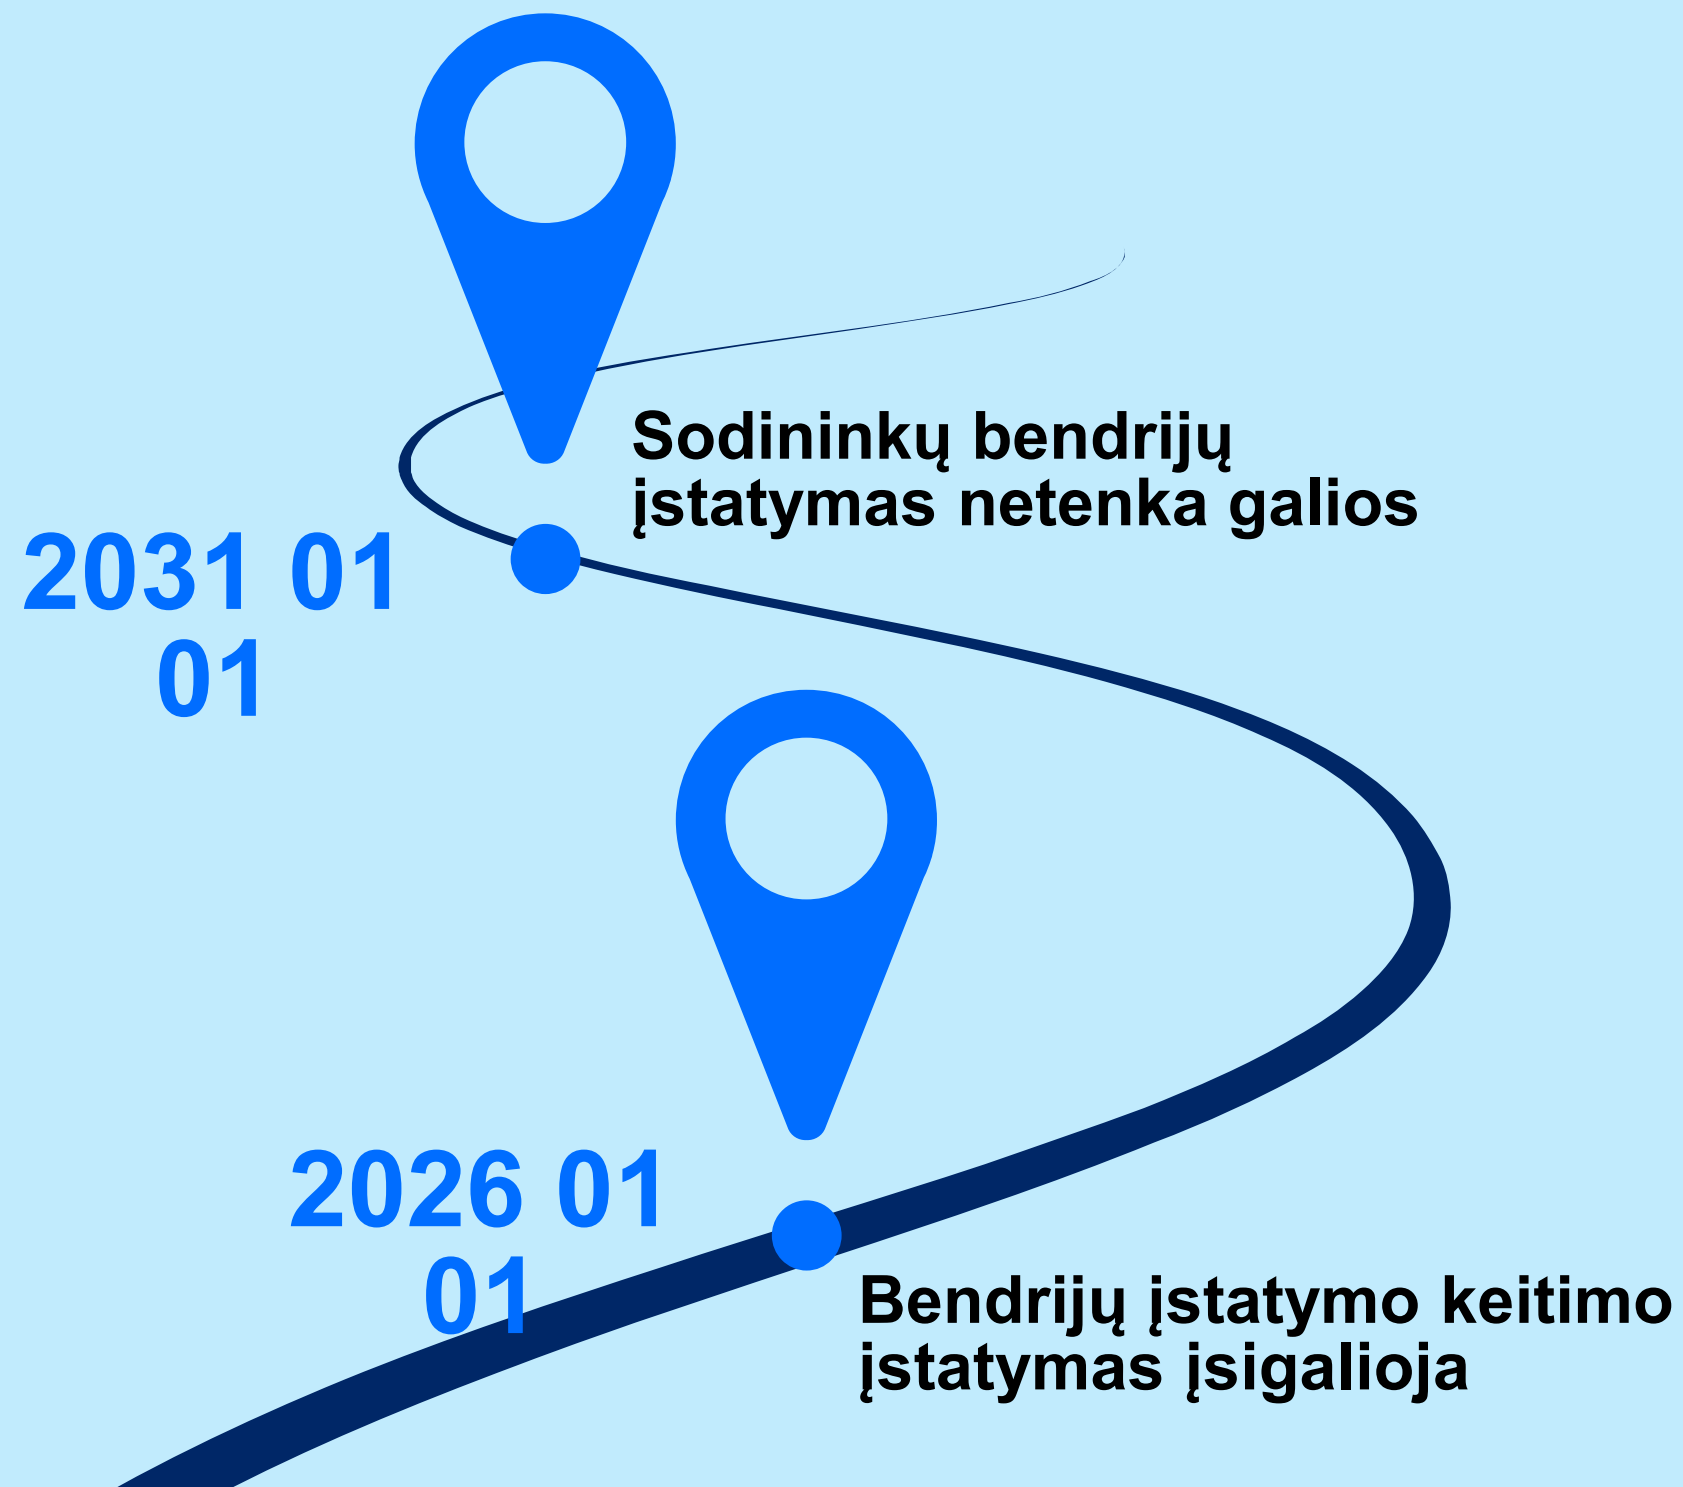 Sodininkų bendrijų
įstatymas netenka galios
2031 01
01
2026 01
01
Bendrijų įstatymo keitimo
įstatymas įsigalioja